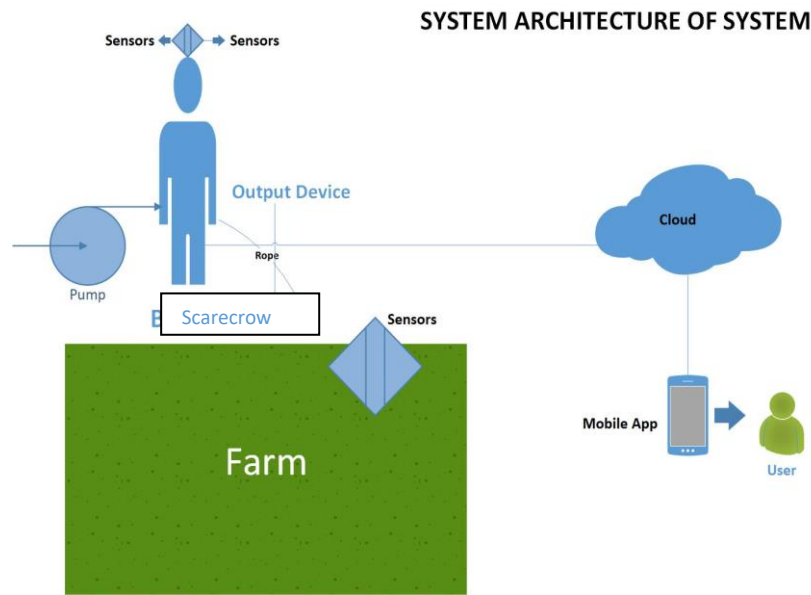 SYSTEM ARCHITECTURE OF SYSTEM
Sensors Sensors
Output Device
Cloud
Rope
Pump
Scarecrow
Sensors
Farm
Mobile App
User